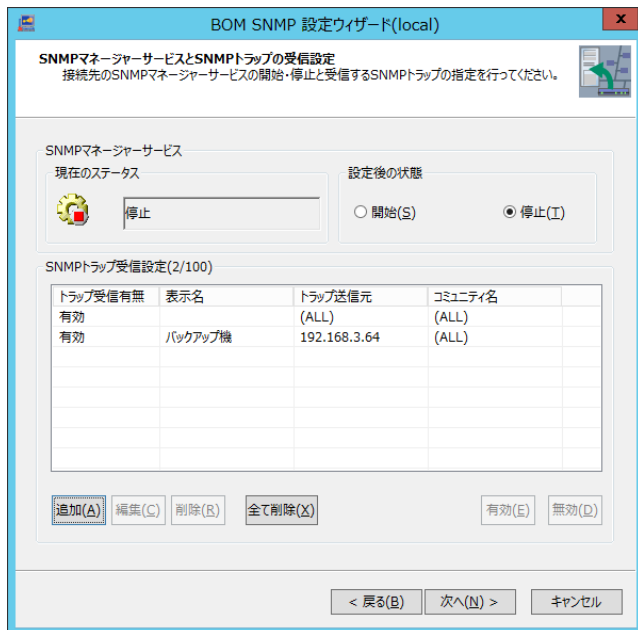 BOM SNMP 設定ウィザード(local)
x
SNMPマネージャーサービスとSNMPトラップの受信設定
接続先のSNMPマネージャーサービスの開始・停止と受信するSNMPトラップの指定を行ってください。
SNMPマネージャーサービス
現在のステータス
設定後の状態
停止
開始(S)
停止(T)
SNMPトラップ受信設定(2/100)
トラップ受信有無 表示名 トラップ送信元 コミュニティ名
有効 (ALL) (ALL)
有効 バックアップ機 192.168.3.64 (ALL)
追加(A) 編集(C) 削除(R) 全て削除(X) 有効(E) 無効(D)
< 戻る(B) 次へ(N) > キャンセル